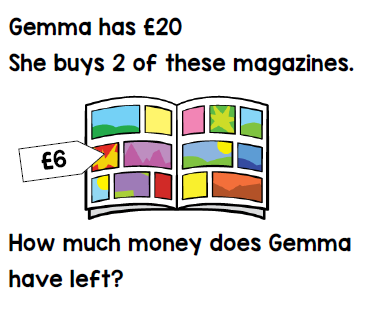 Gemma has £20
She buys 2 of these magazines.
£6
How much money does Gemma
have left?